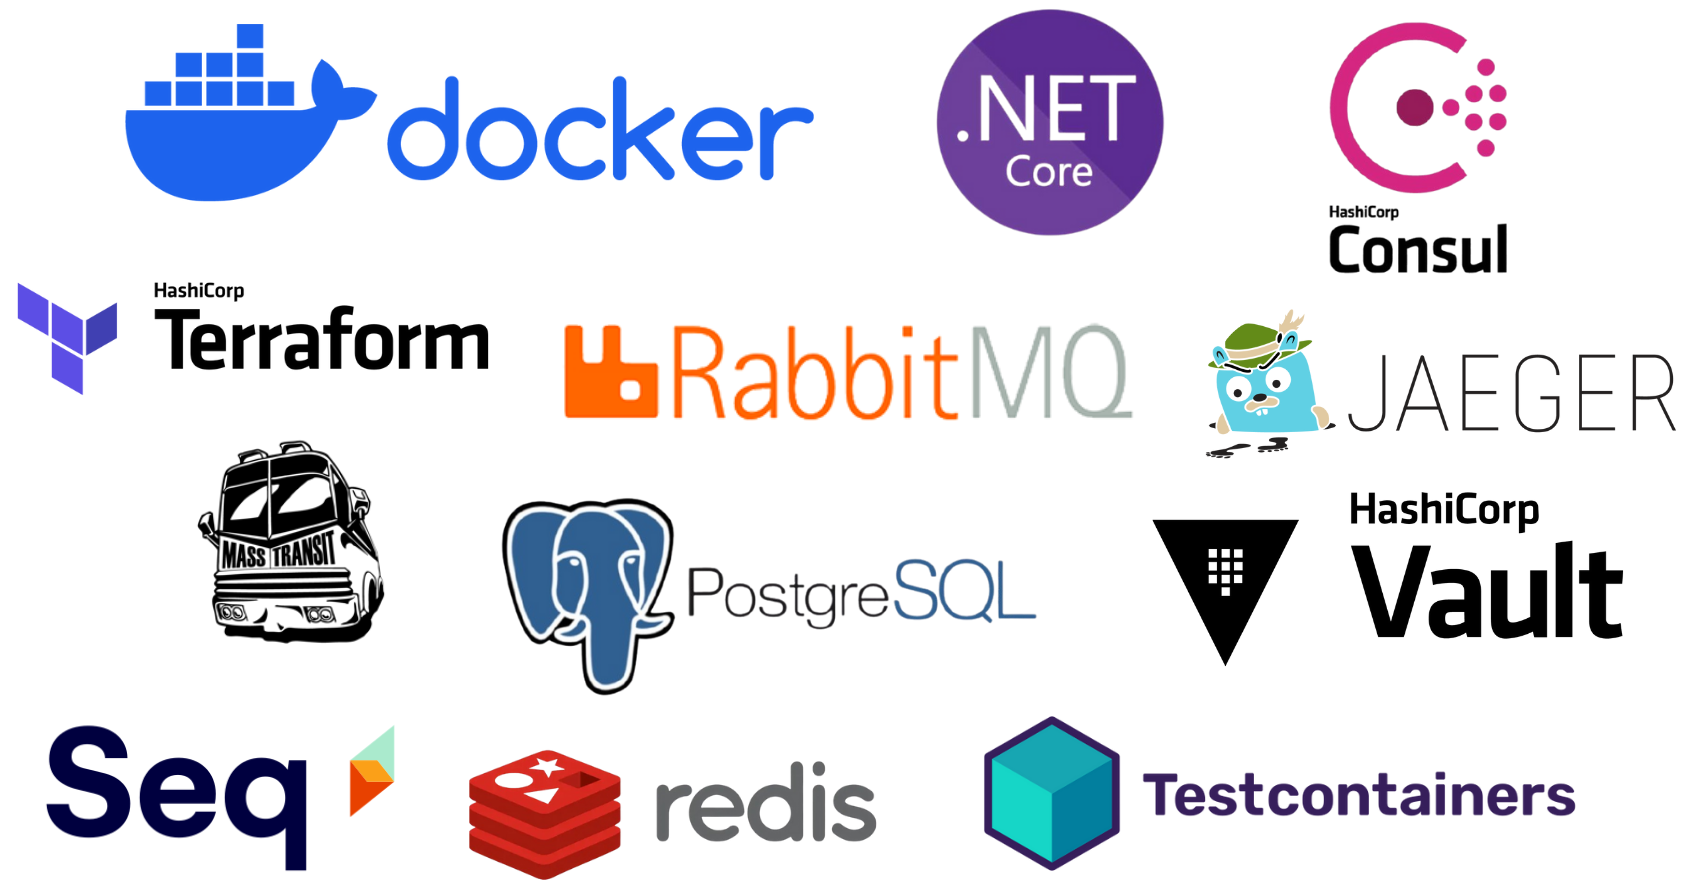 docker
.NET
Core
HashiCorp
Consul
HashiCorp
Terraform
RabbitMQ
JAEGER
MASS TRANSIT
PostgreSQL
HashiCorp
Vault
Seq
redis
Testcontainers